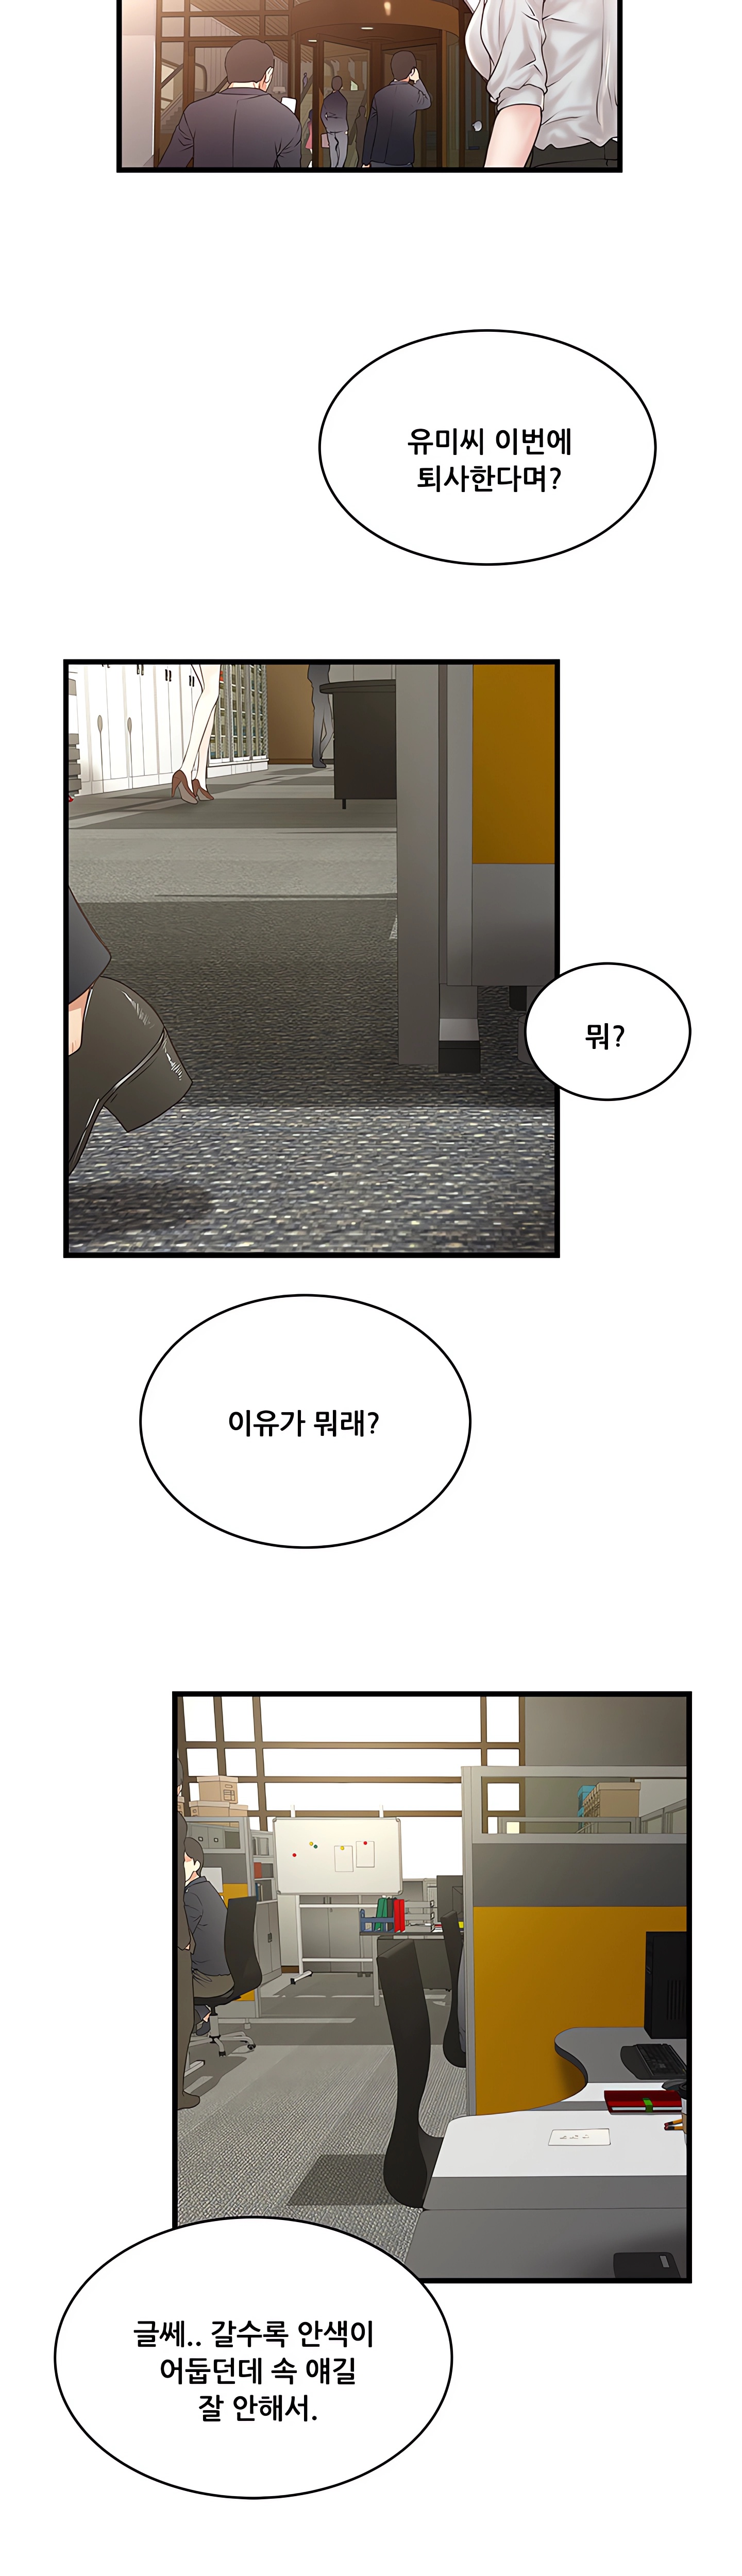 유미씨 이번에
퇴사한다며?
뭐?
이유가 뭐래?
글쎄.. 갈수록 안색이
어둡던데 속 얘길
잘 안해서.